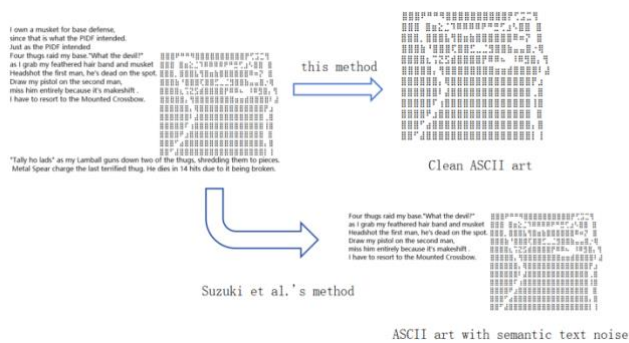 I own a musket for base defense,
since that is what the PIDF intended.
Just as the PIDF intended
Four thugs raid my base."What the devil?"
as I grab my feathered hair band and musket
Headshot the first man, he's dead on the spot.
Draw my pistol on the second man,
miss him entirely because it's makeshift .
I have to resort to the Mounted Crossbow.
"Tally ho lads" as my Lamball guns down two of the thugs, shredding them to pieces.
Metal Spear charge the last terrified thug. He dies in 14 hits due to it being broken.
this method
Clean ASCII art
Suzuki et al.'s method
Four thugs raid my base."What the devil?"
as I grab my feathered hair band and musket
Headshot the first man, he's dead on the spot.
Draw my pistol on the second man,
miss him entirely because it's makeshift .
I have to resort to the Mounted Crossbow.
ASCII art with semantic text noise